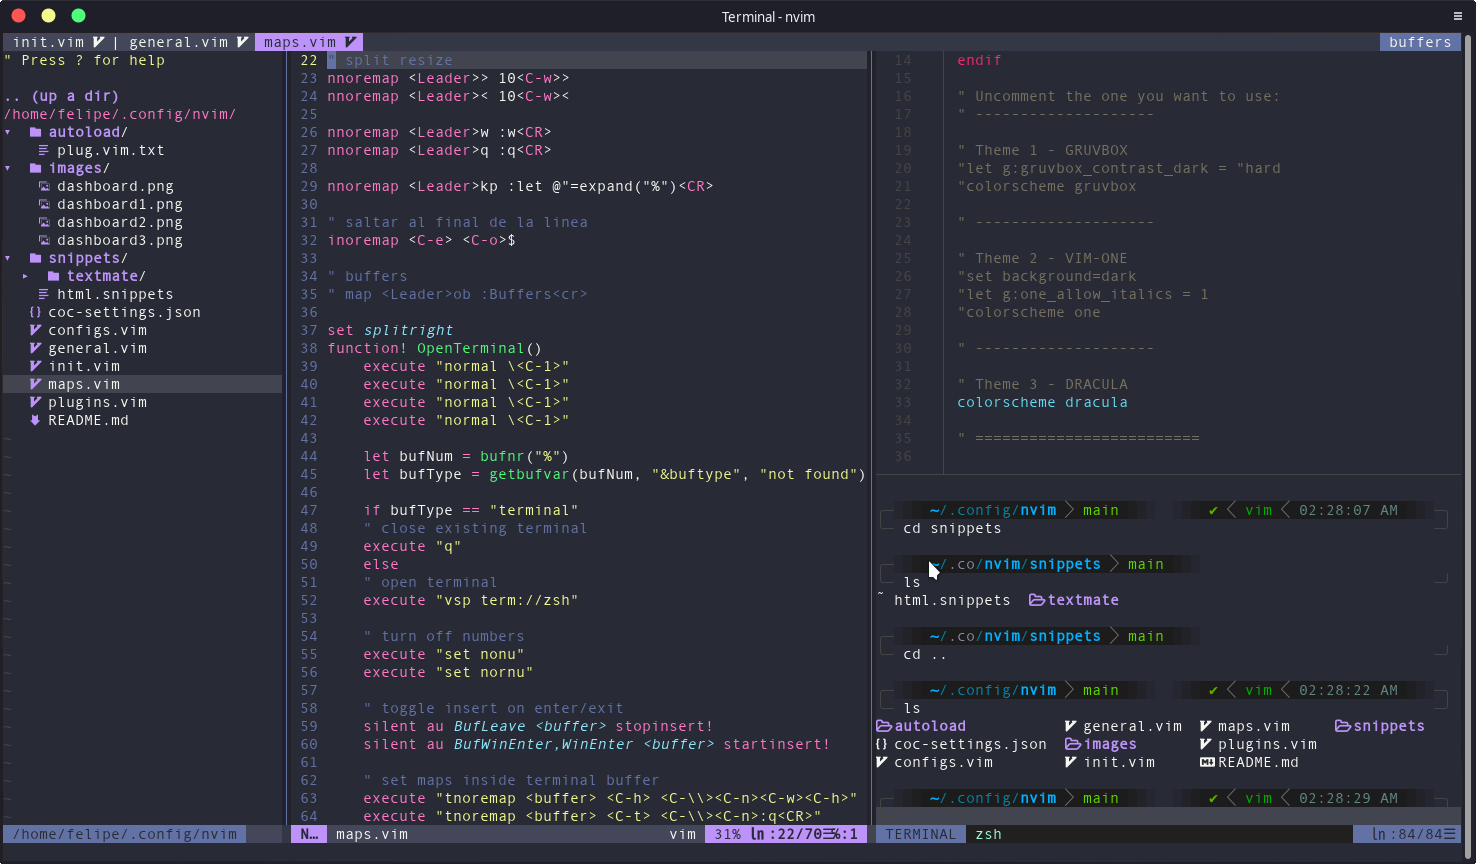 Terminal - nvim
init.vim | general.vim maps.vim buffers
" Press ? for help
.. (up a dir)
/home/felipe/.config/nvim/
▾ autoload/
plug.vim.txt
▾ images/
dashboard.png
dashboard1.png
dashboard2.png
dashboard3.png
▾ snippets/
▸ textmate/
html.snippets
{} coc-settings.json
configs.vim
general.vim
init.vim
maps.vim
plugins.vim
README.md
/home/felipe/.config/nvim
22 " split resize
23 nnoremap <Leader>> 10<C-w>>
24 nnoremap <Leader>< 10<C-w><
25
26 nnoremap <Leader>w :w<CR>
27 nnoremap <Leader>q :q<CR>
28
29 nnoremap <Leader>kp :let @"=expand("%")<CR>
30
31 " saltar al final de la linea
32 inoremap <C-e> <C-o>$
33
34 " buffers
35 " map <Leader>ob :Buffers<cr>
36
37 set splitright
38 function! OpenTerminal()
39 execute "normal \<C-1>"
40 execute "normal \<C-1>"
41 execute "normal \<C-1>"
42 execute "normal \<C-1>"
43
44 let bufNum = bufnr("%")
45 let bufType = getbufvar(bufNum, "&buftype", "not found")
46
47 if bufType == "terminal"
48 " close existing terminal
49 execute "q"
50 else
51 " open terminal
52 execute "vsp term://zsh"
53
54 " turn off numbers
55 execute "set nonu"
56 execute "set nornu"
57
58 " toggle insert on enter/exit
59 silent au BufLeave <buffer> stopinsert!
60 silent au BufWinEnter,WinEnter <buffer> startinsert!
61
62 " set maps inside terminal buffer
63 execute "tnoremap <buffer> <C-h> <C-\\><C-n><C-w><C-h>"
64 execute "tnoremap <buffer> <C-t> <C-\\><C-n>:q<CR>"
N… maps.vim vim 31% ln :22/70☰%:1
14 endif
15
16 " Uncomment the one you want to use:
17 " --------------------
18
19 " Theme 1 - GRUVBOX
20 "let g:gruvbox_contrast_dark = "hard
21 "colorscheme gruvbox
22
23 " --------------------
24
25 " Theme 2 - VIM-ONE
26 "set background=dark
27 "let g:one_allow_italics = 1
28 "colorscheme one
29
30 " --------------------
31
32 " Theme 3 - DRACULA
33 colorscheme dracula
34
35 " =========================
36
~/.config/nvim main ✔ vim 02:28:07 AM
cd snippets
~/.co/nvim/snippets main
ls
html.snippets textmate
~/.co/nvim/snippets main
cd ..
~/.config/nvim main ✔ vim 02:28:22 AM
ls
autoload general.vim maps.vim snippets
{} coc-settings.json images plugins.vim
configs.vim init.vim README.md
~/.config/nvim main ✔ vim 02:28:29 AM
TERMINAL zsh ln :84/84☰